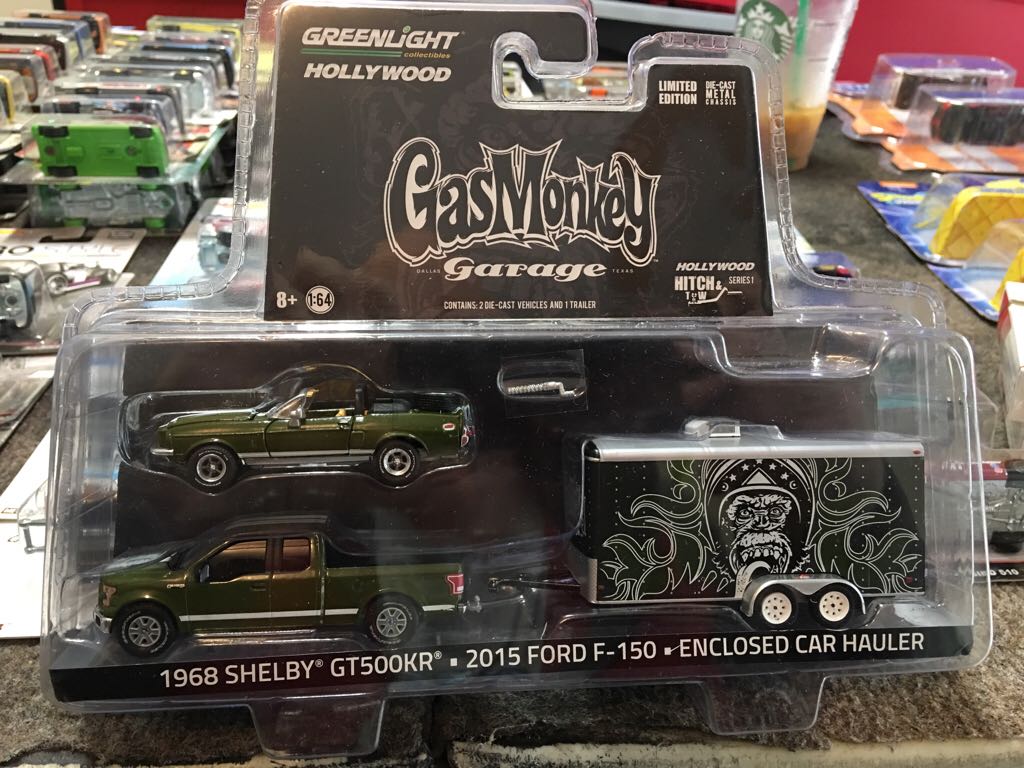 GREENLiGHT
collectibles
HOLLYWOOD
LIMITED EDITION
DIE-CAST METAL CHASSIS
GasMonkey
DALLAS Garage TEXAS
HOLLYWOOD
HITCH & TOW SERIES 1
8+ 1:64
CONTAINS: 2 DIE-CAST VEHICLES AND 1 TRAILER
1968 SHELBY® GT500KR® ▪ 2015 FORD F-150 ▪ ENCLOSED CAR HAULER